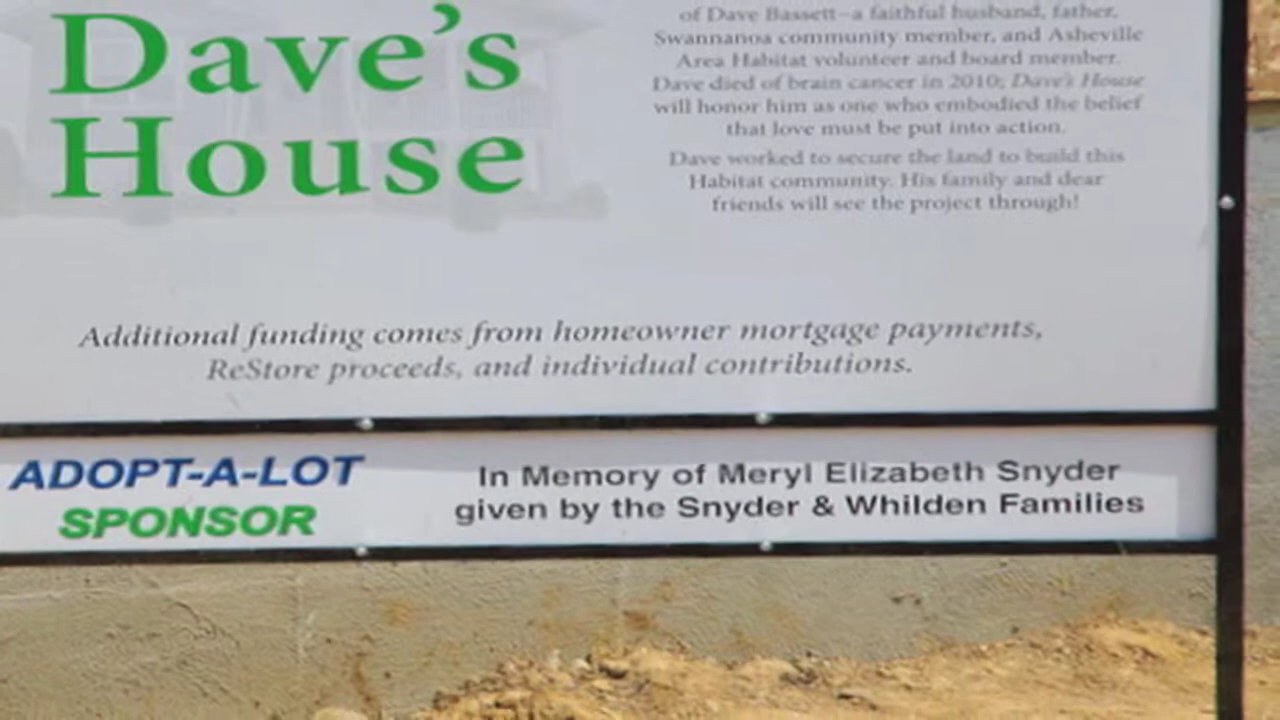 Dave's
House
of Dave Bassett—a faithful husband, father,
Swannanoa community member, and Asheville
Area Habitat volunteer and board member.
Dave died of brain cancer in 2010; Dave's House
will honor him as one who embodied the belief
that love must be put into action.
Dave worked to secure the land to build this
Habitat community. His family and dear
friends will see the project through!
Additional funding comes from homeowner mortgage payments,
ReStore proceeds, and individual contributions.
ADOPT-A-LOT
SPONSOR
In Memory of Meryl Elizabeth Snyder
given by the Snyder & Whilden Families